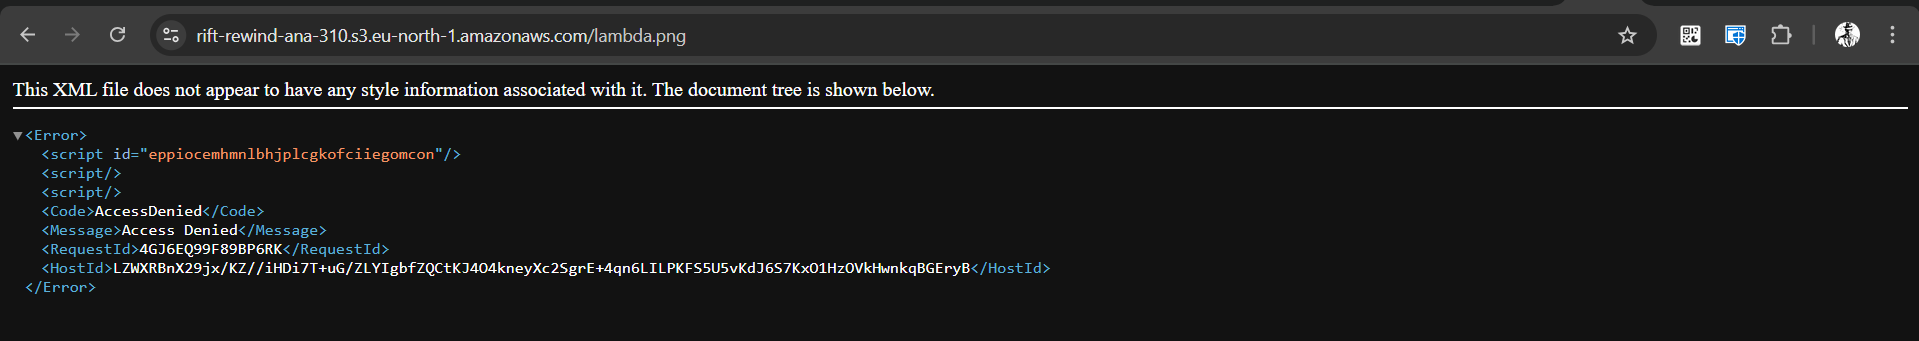 rift-rewind-ana-310.s3.eu-north-1.amazonaws.com/lambda.png
This XML file does not appear to have any style information associated with it. The document tree is shown below.
▼<Error>
<script id="eppiocemhmnlbhjplcgkofciiegomcon"/>
<script/>
<script/>
<Code>AccessDenied</Code>
<Message>Access Denied</Message>
<RequestId>4GJ6EQ99F89BP6RK</RequestId>
<HostId>LZWXRBnX29jx/KZ//iHDi7T+uG/ZLYIgbfZQCtKJ4O4kneyXc2SgrE+4qn6LILPKFS5U5vKdJ6S7KxO1HzOVkHwnkqBGEryB</HostId>
</Error>